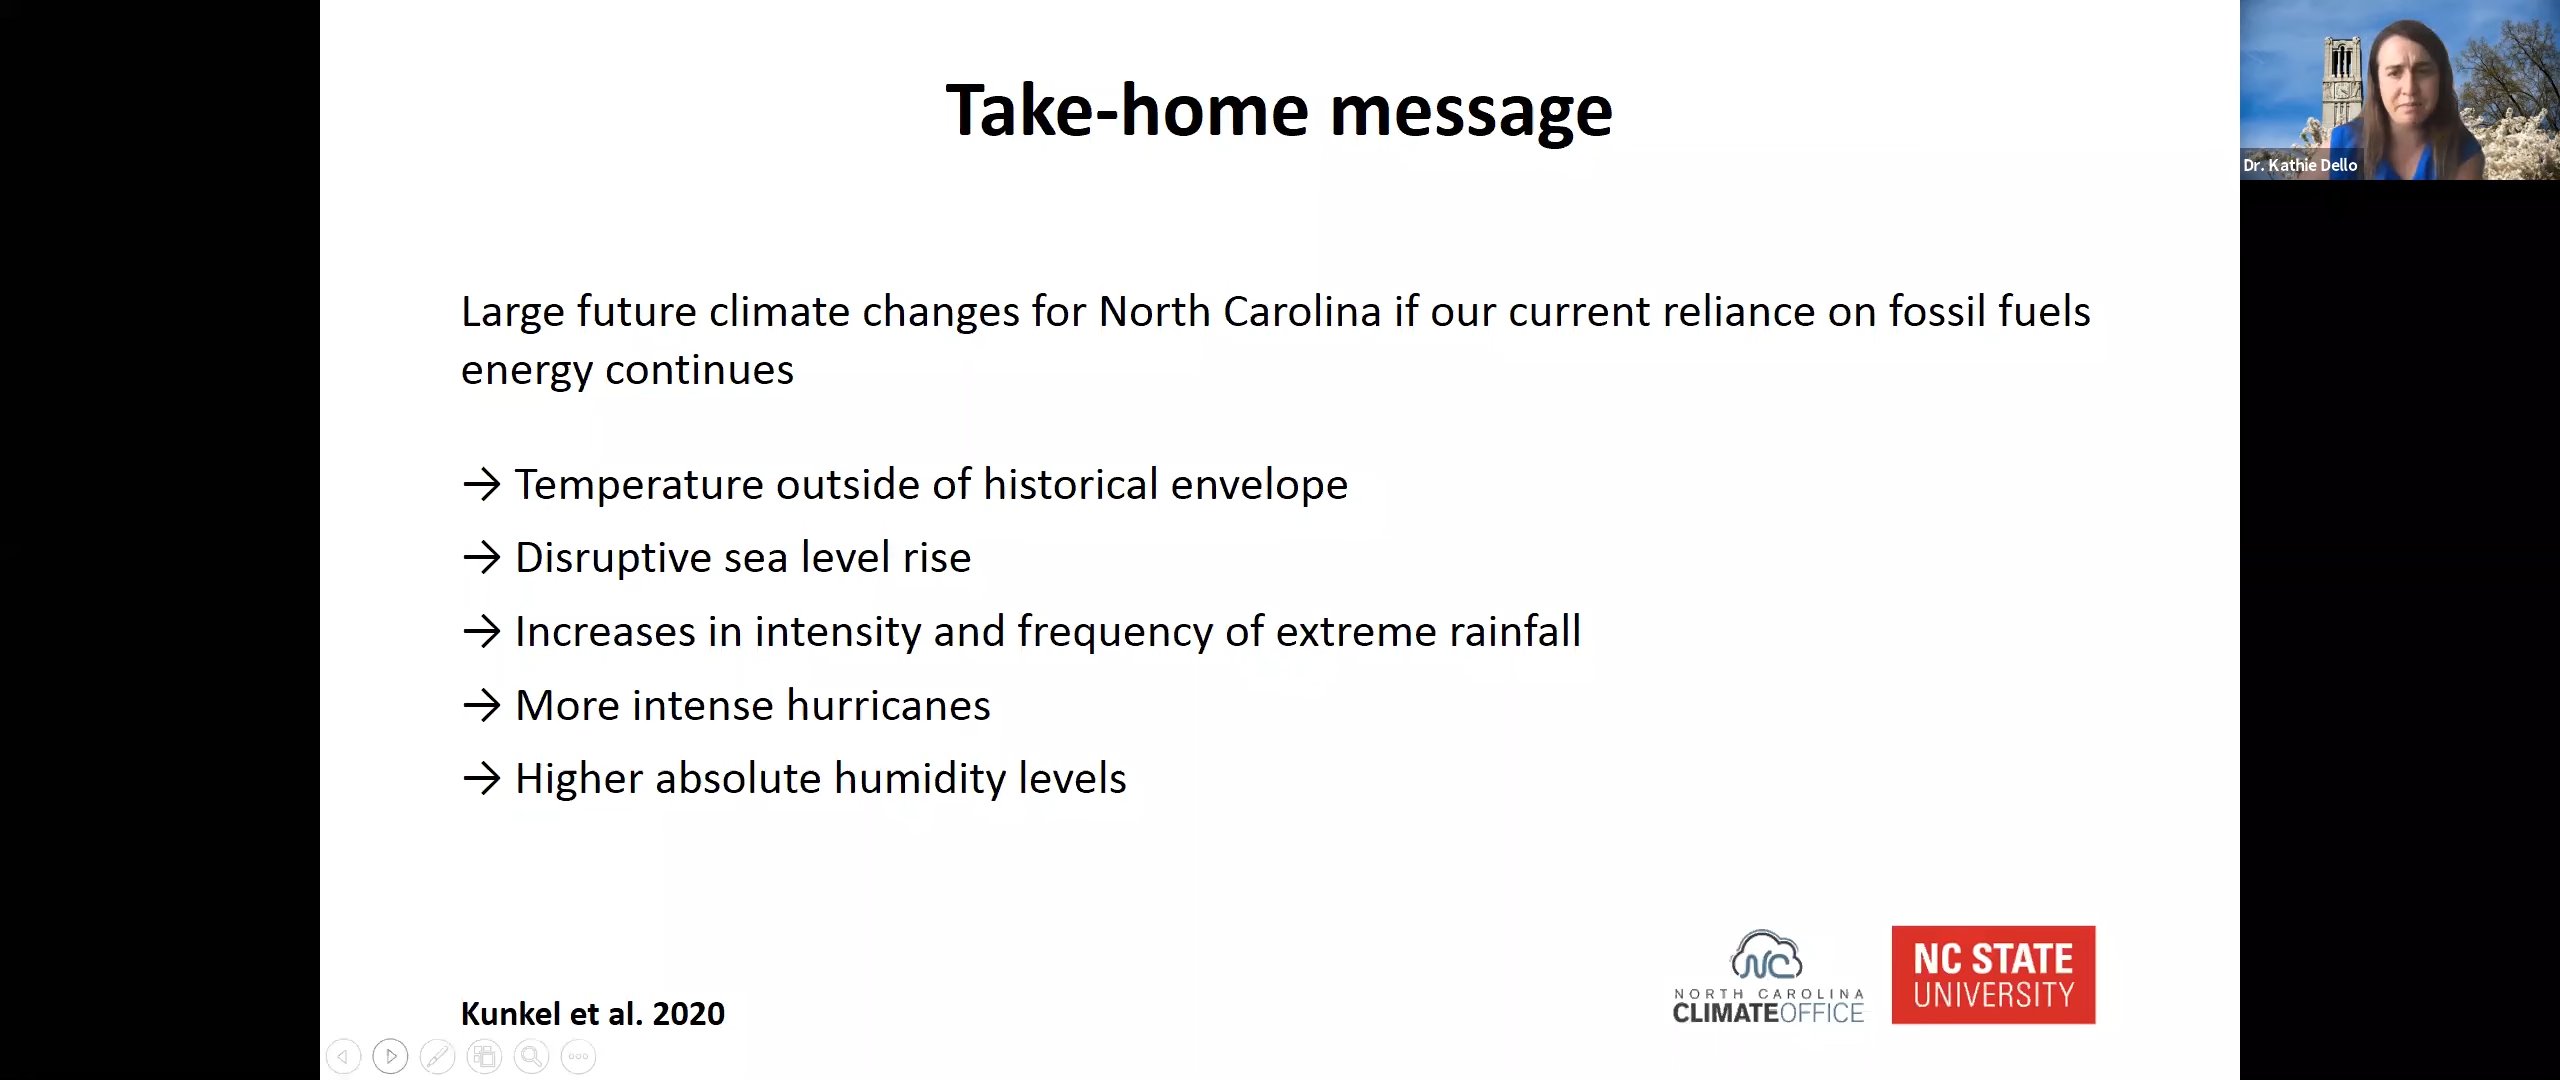 Take-home message
Dr. Kathie Dello
Large future climate changes for North Carolina if our current reliance on fossil fuels
energy continues
→ Temperature outside of historical envelope
→ Disruptive sea level rise
→ Increases in intensity and frequency of extreme rainfall
→ More intense hurricanes
→ Higher absolute humidity levels
NC
NORTH CAROLINA
CLIMATEOFFICE
NC STATE
UNIVERSITY
Kunkel et al. 2020